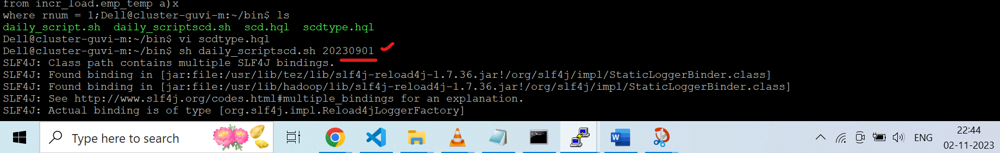 from incr_load.emp_temp a)x
where rnum = 1;Dell@cluster-guvi-m:~/bin$ ls
daily_script.sh  daily_scriptscd.sh  scd.hql  scdtype.hql
Dell@cluster-guvi-m:~/bin$ vi scdtype.hql
Dell@cluster-guvi-m:~/bin$ sh daily_scriptscd.sh 20230901
SLF4J: Class path contains multiple SLF4J bindings.
SLF4J: Found binding in [jar:file:/usr/lib/tez/lib/slf4j-reload4j-1.7.36.jar!/org/slf4j/impl/StaticLoggerBinder.class]
SLF4J: Found binding in [jar:file:/usr/lib/hadoop/lib/slf4j-reload4j-1.7.36.jar!/org/slf4j/impl/StaticLoggerBinder.class]
SLF4J: See http://www.slf4j.org/codes.html#multiple_bindings for an explanation.
SLF4J: Actual binding is of type [org.slf4j.impl.Reload4jLoggerFactory]
Type here to search
ENG
22:44
02-11-2023